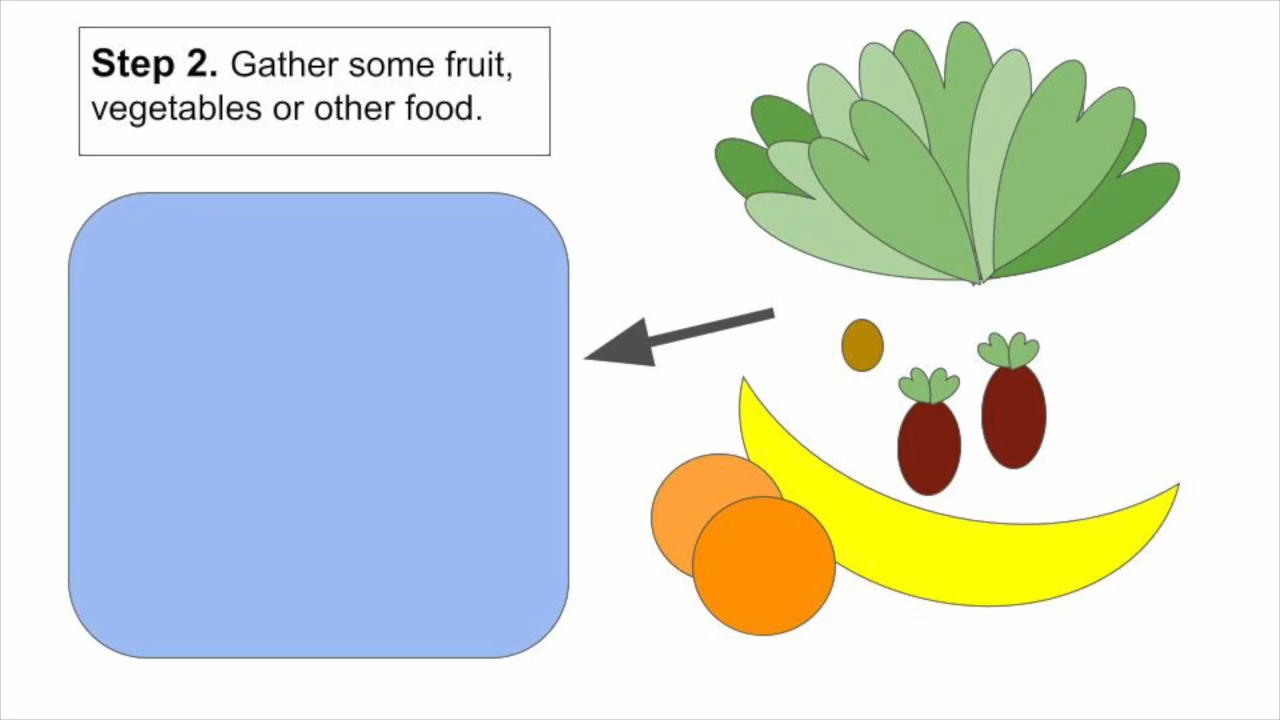 Step 2. Gather some fruit,
vegetables or other food.